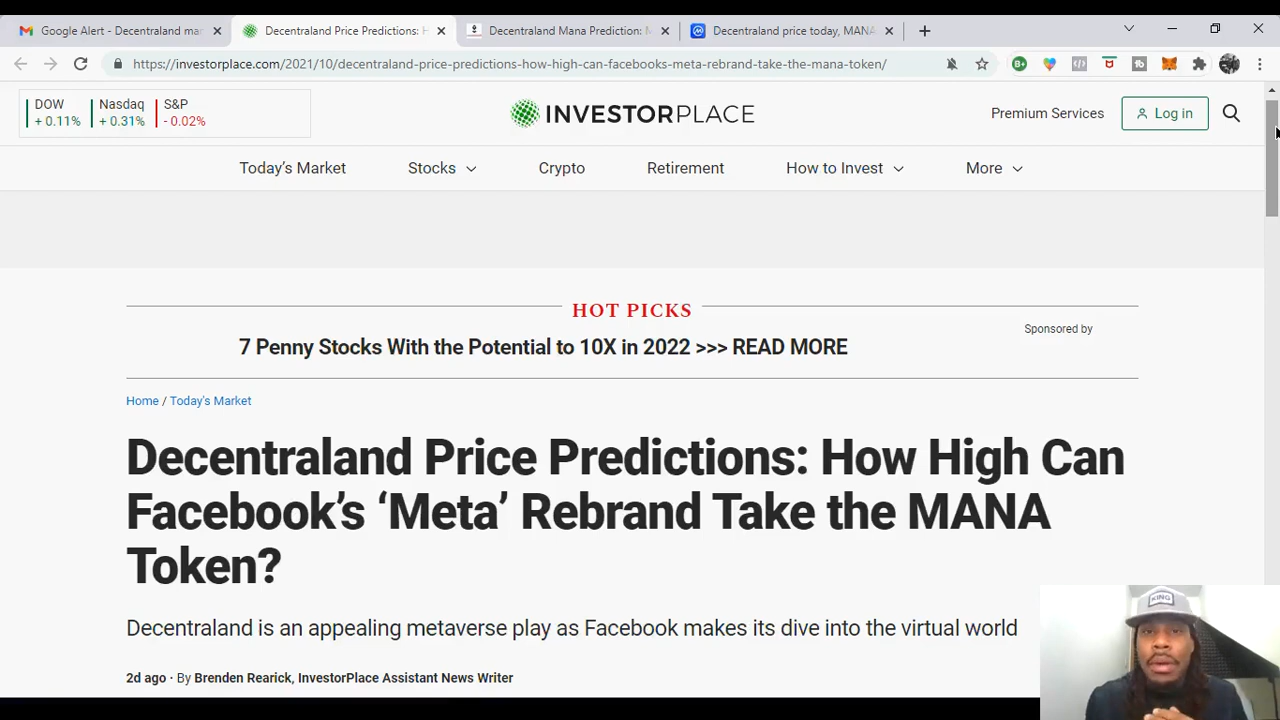 Google Alert - Decentraland mar
Decentraland Price Predictions: H
Decentraland Mana Prediction: M
Decentraland price today, MANA
https://investorplace.com/2021/10/decentraland-price-predictions-how-high-can-facebooks-meta-rebrand-take-the-mana-token/
DOW
+ 0.11%
Nasdaq
+ 0.31%
S&P
- 0.02%
INVESTORPLACE
Premium Services
Log in
Today's Market
Stocks
Crypto
Retirement
How to Invest
More
HOT PICKS
Sponsored by
7 Penny Stocks With the Potential to 10X in 2022 >>> READ MORE
Home / Today's Market
Decentraland Price Predictions: How High Can
Facebook's ‘Meta’ Rebrand Take the MANA
Token?
Decentraland is an appealing metaverse play as Facebook makes its dive into the virtual world
2d ago · By Brenden Rearick, InvestorPlace Assistant News Writer
KING